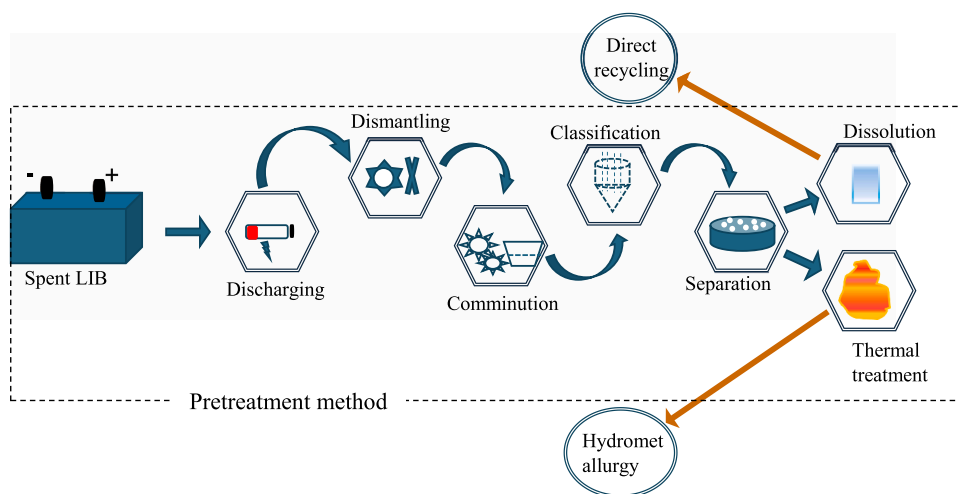 Direct
recycling
Dismantling
Classification
Dissolution
- +
Spent LIB
Discharging
Comminution
Separation
Thermal
treatment
Pretreatment method
Hydromet
allurgy